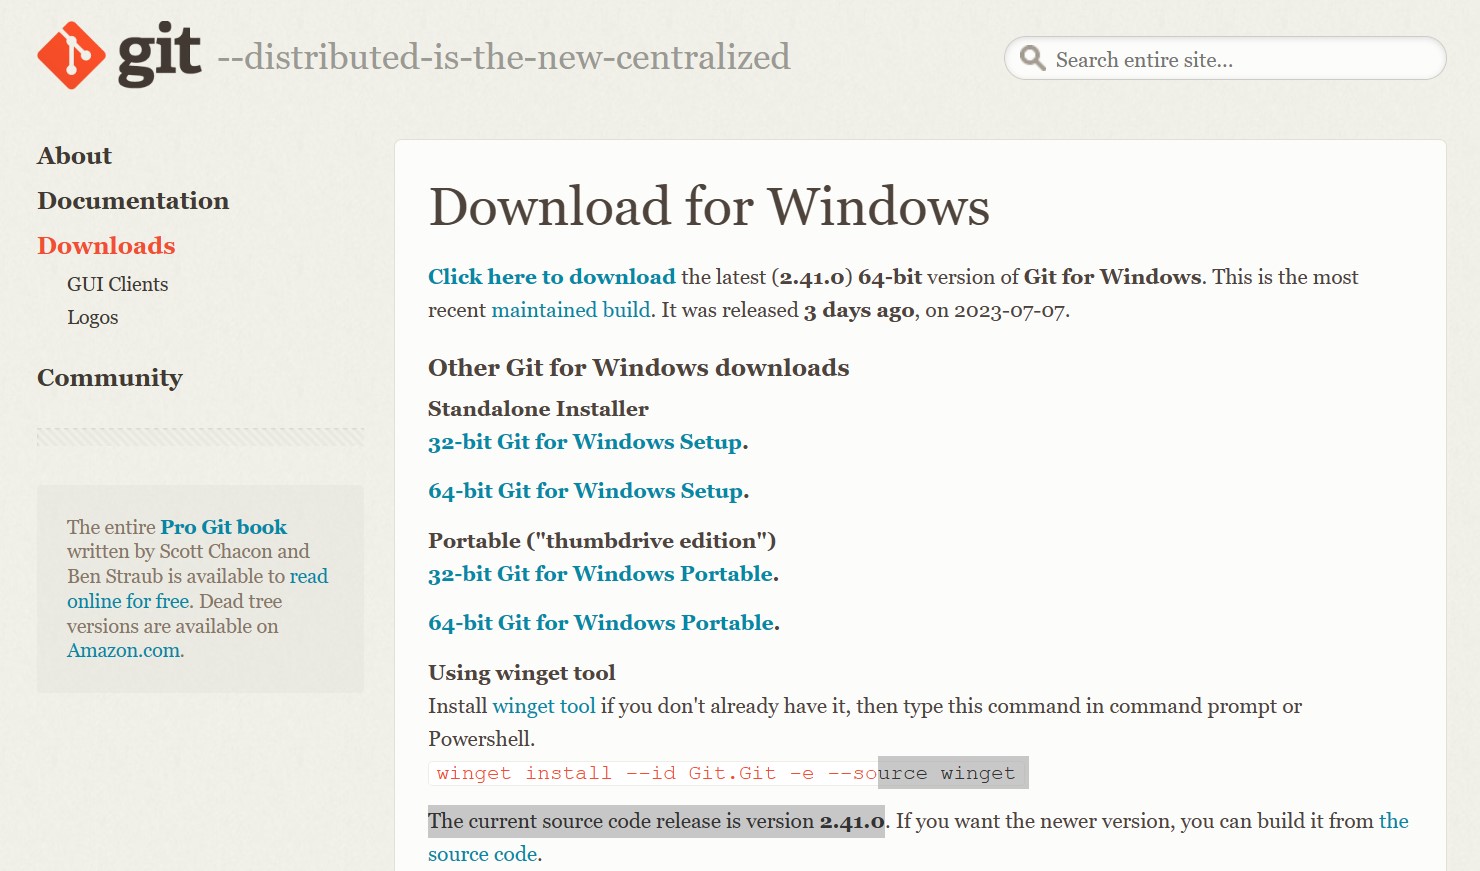 git --distributed-is-the-new-centralized
Search entire site...
About
Documentation
Downloads
GUI Clients
Logos
Community
The entire Pro Git book
written by Scott Chacon and
Ben Straub is available to read
online for free. Dead tree
versions are available on
Amazon.com.
Download for Windows
Click here to download the latest (2.41.0) 64-bit version of Git for Windows. This is the most
recent maintained build. It was released 3 days ago, on 2023-07-07.
Other Git for Windows downloads
Standalone Installer
32-bit Git for Windows Setup.
64-bit Git for Windows Setup.
Portable ("thumbdrive edition")
32-bit Git for Windows Portable.
64-bit Git for Windows Portable.
Using winget tool
Install winget tool if you don't already have it, then type this command in command prompt or
Powershell.
winget install --id Git.Git -e --source winget
The current source code release is version 2.41.0. If you want the newer version, you can build it from the
source code.